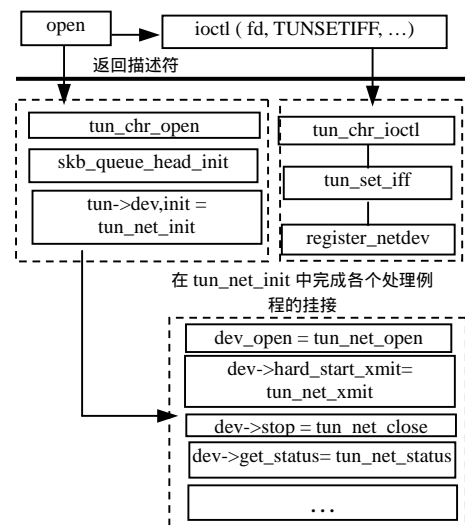 open
ioctl ( fd, TUNSETIFF, …)
返回描述符
tun_chr_open
skb_queue_head_init
tun->dev,init =
tun_net_init
tun_chr_ioctl
tun_set_iff
register_netdev
在 tun_net_init 中完成各个处理例
程的挂接
dev_open = tun_net_open
dev->hard_start_xmit=
tun_net_xmit
dev->stop = tun_net_close
dev->get_status= tun_net_status
…